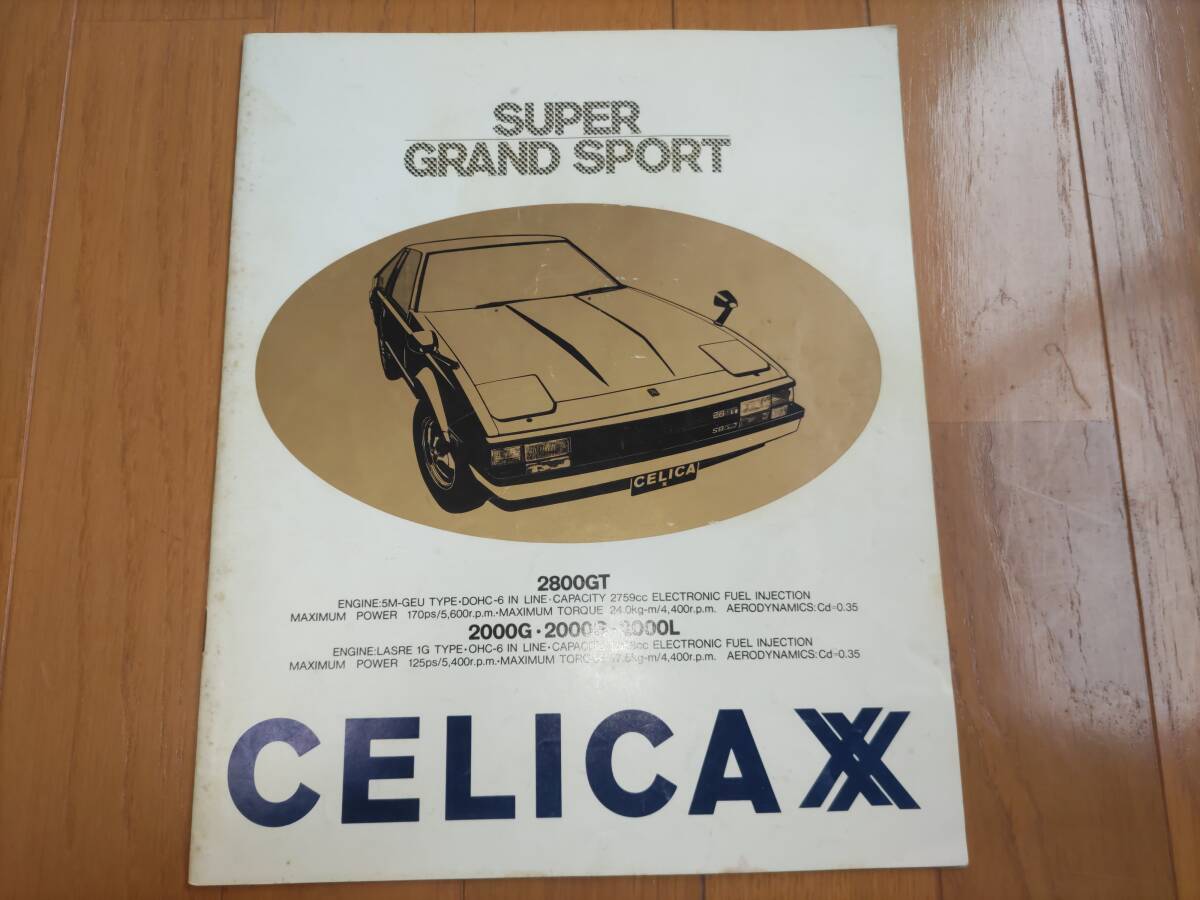 SUPER
GRAND SPORT
CELICA
2800GT
ENGINE:5M-GEU TYPE·DOHC-6 IN LINE·CAPACITY 2759cc ELECTRONIC FUEL INJECTION
MAXIMUM POWER 170ps/5,600r.p.m.·MAXIMUM TORQUE 24.0kg-m/4,400r.p.m. AERODYNAMICS:Cd=0.35
2000G·2000S·2000L
ENGINE:LASRE 1G TYPE·OHC-6 IN LINE·CAPACITY ELECTRONIC FUEL INJECTION
MAXIMUM POWER 125ps/5,400r.p.m.·MAXIMUM TORQUE 17.5kg-m/4,400r.p.m. AERODYNAMICS:Cd=0.35
CELICA XX